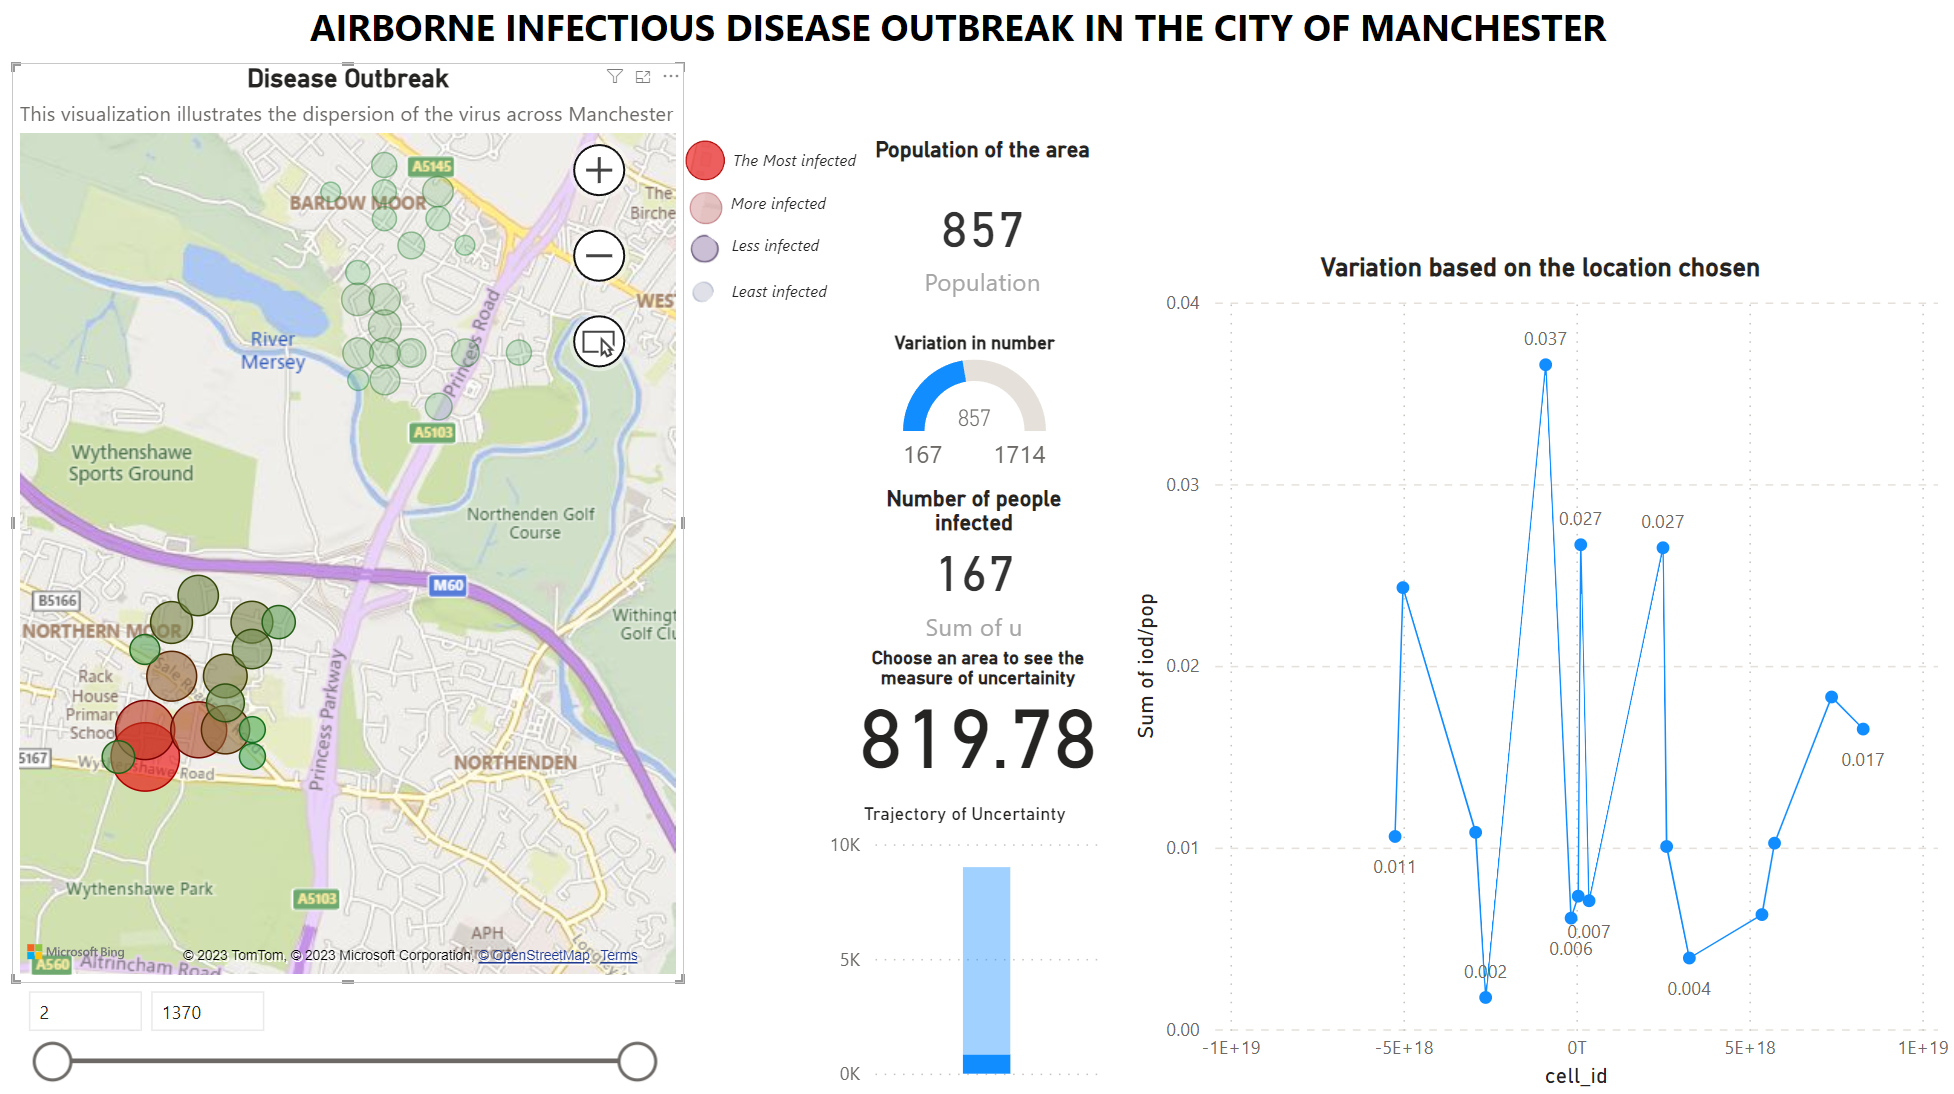 AIRBORNE INFECTIOUS DISEASE OUTBREAK IN THE CITY OF MANCHESTER
Disease Outbreak
This visualization illustrates the dispersion of the virus across Manchester
A5145
BARLOW MOOR
The
Birche
WES
River
Mersey
Princess Road
A5103
Wythenshawe
Sports Ground
Northenden Golf
Course
M60
B5166
Withingt
Golf Clu
NORTHERN MOOR
Sale Road
Rack
House
Primary
School
Princess Parkway
5167
Wythenshawe Road
NORTHENDEN
Wythenshawe Park
A5103
APH
Microsoft Bing
© 2023 TomTom, © 2023 Microsoft Corporation, © OpenStreetMap Terms
A560
Altrincham Road
2
1370
The Most infected
More infected
Less infected
Least infected
Population of the area
857
Population
Variation in number
857
167
1714
Number of people
infected
167
Sum of u
Choose an area to see the
measure of uncertainity
819.78
Trajectory of Uncertainty
10K
5K
0K
Variation based on the location chosen
Sum of iod/pop
0.04
0.03
0.02
0.01
0.00
0.011
0.002
0.037
0.006
0.027
0.007
0.027
0.004
0.017
-1E+19
-5E+18
0T
5E+18
1E+19
cell_id